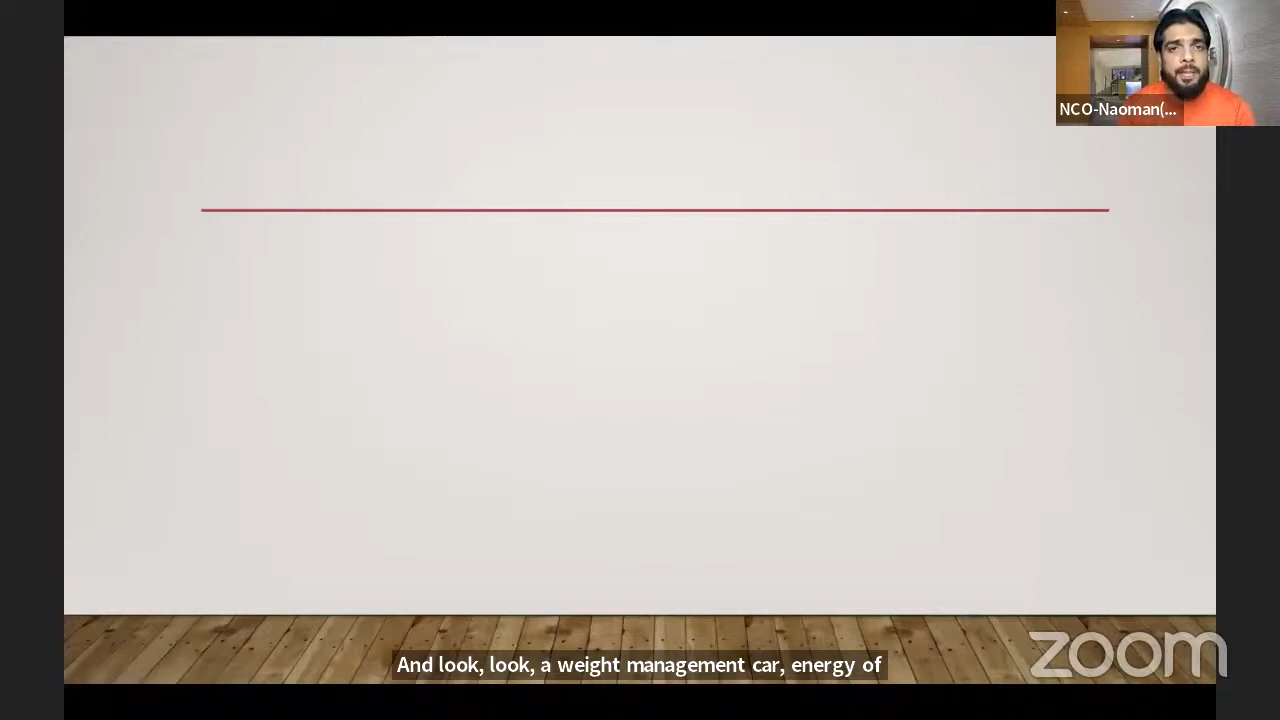 NCO-Naoman(...
And look, look, a weight management car, energy of
zoom